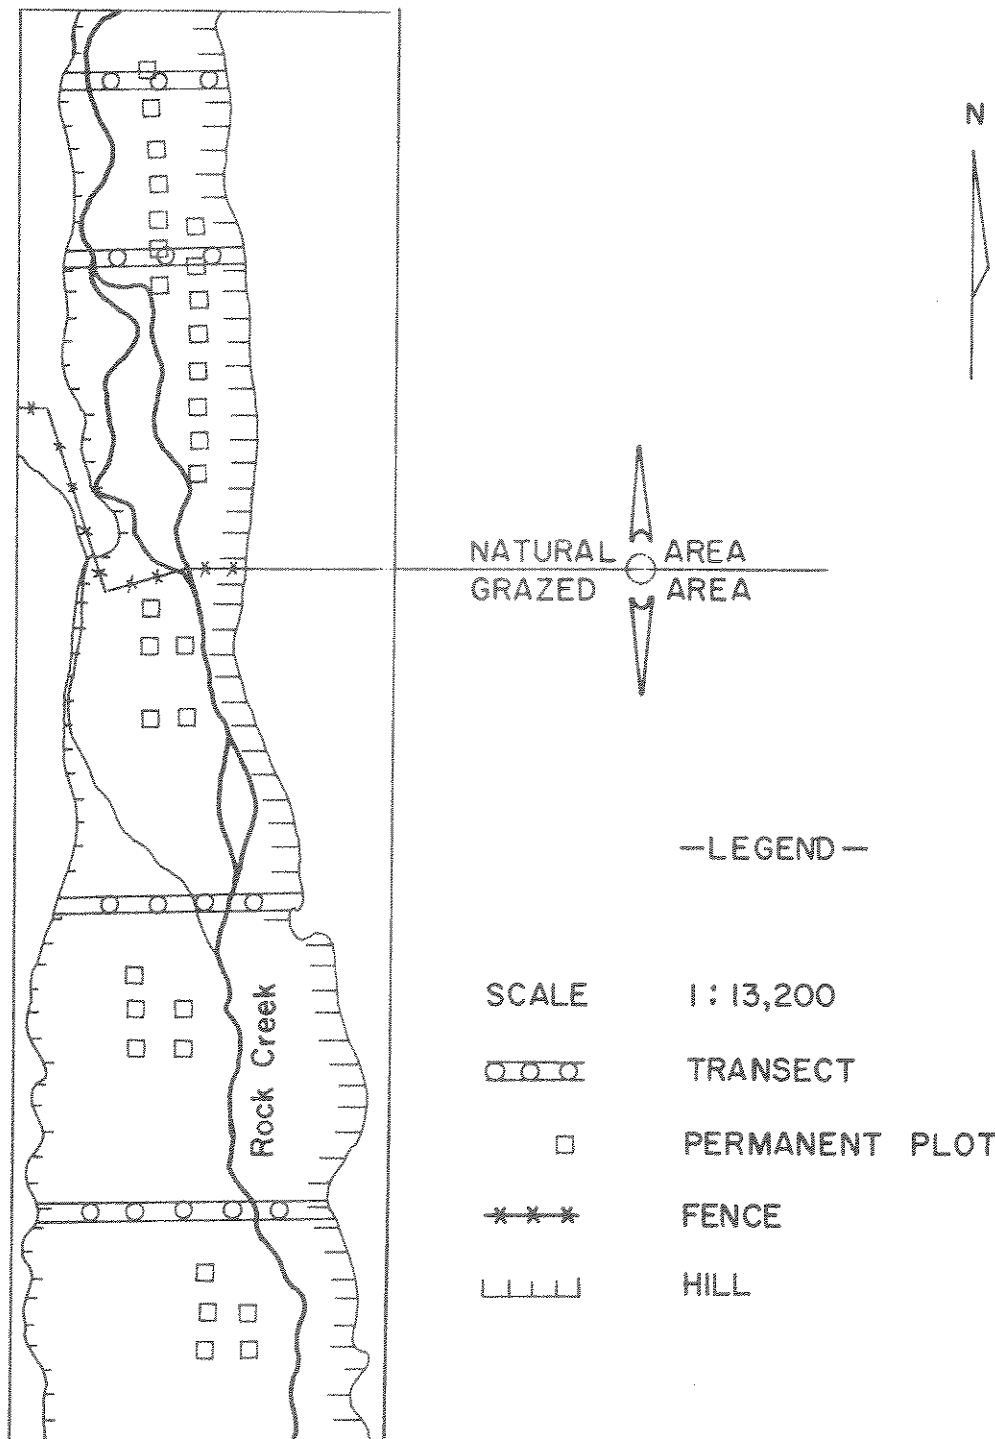 N
NATURAL AREA
GRAZED AREA
—LEGEND—
SCALE 1 : 13,200
TRANSECT
PERMANENT PLOT
FENCE
HILL
Rock Creek